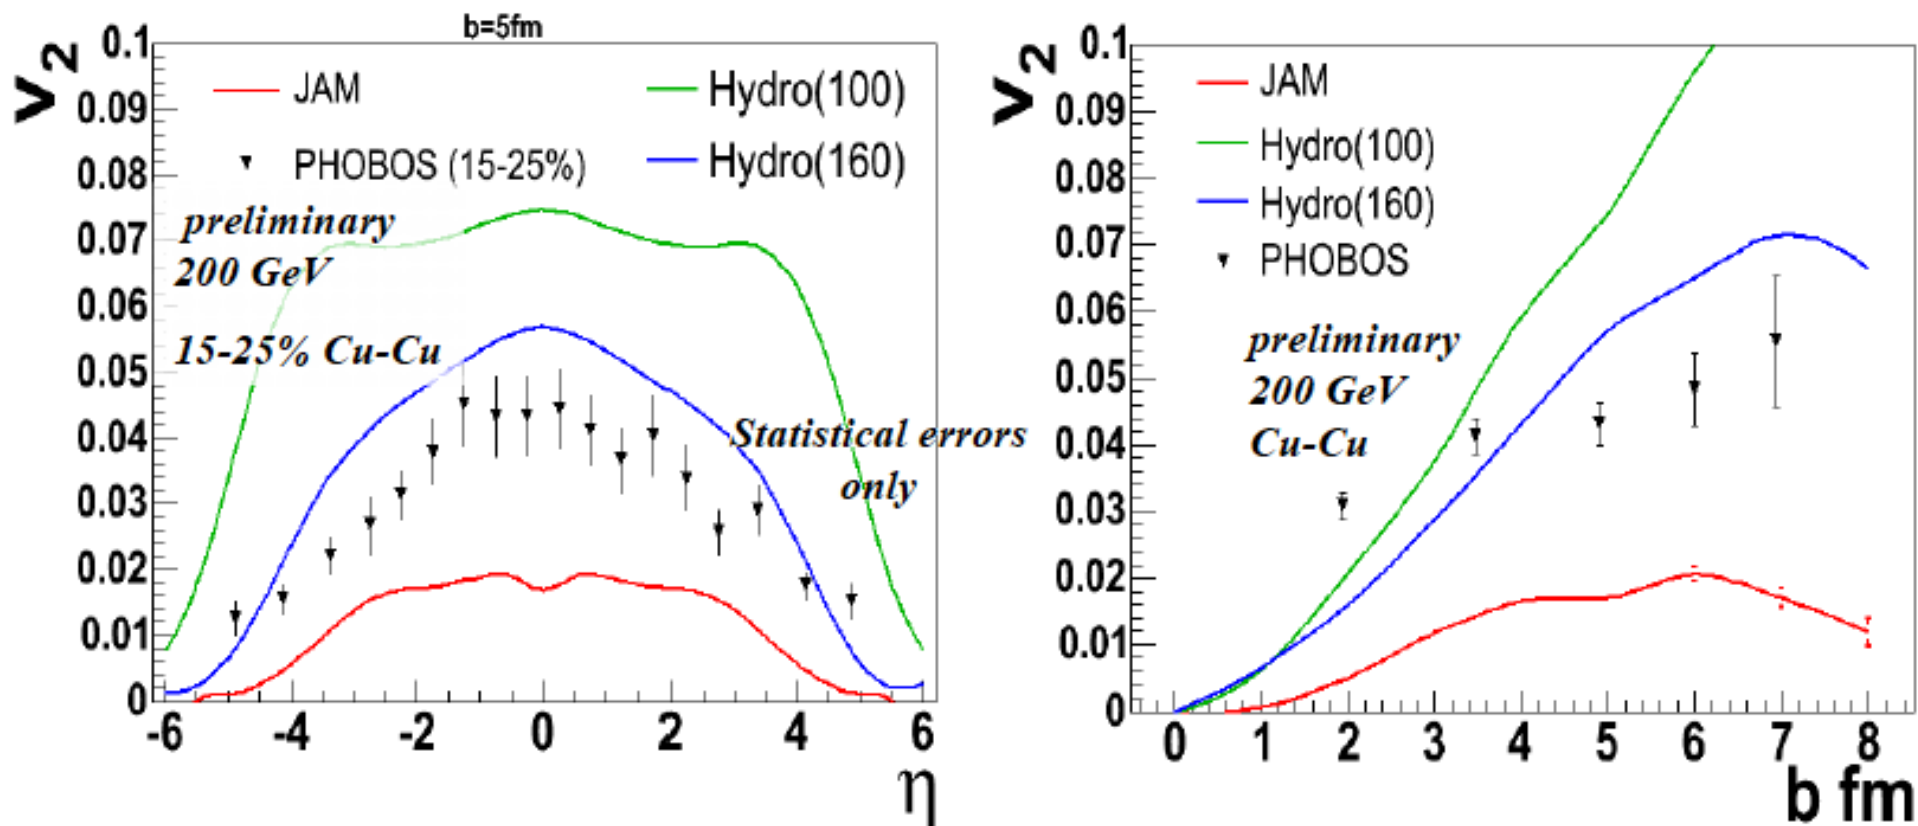 b=5fm
v2
0.1
0.09
0.08
0.07
0.06
0.05
0.04
0.03
0.02
0.01
0
JAM
Hydro(100)
PHOBOS (15-25%)
Hydro(160)
preliminary
200 GeV
15-25% Cu-Cu
Statistical errors
only
-6 -4 -2 0 2 4 6
η
v2
0.1
0.09
0.08
0.07
0.06
0.05
0.04
0.03
0.02
0.01
0
JAM
Hydro(100)
Hydro(160)
PHOBOS
preliminary
200 GeV
Cu-Cu
0 1 2 3 4 5 6 7 8
b fm